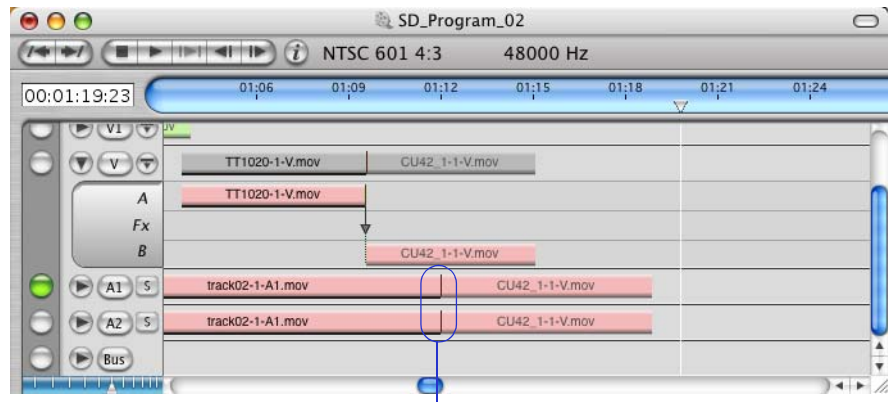 SD_Program_02
i NTSC 601 4:3 48000 Hz
00:01:19:23 01;06 01;09 01;12 01;15 01;18 01;21 01;24
V1
V TT1020-1-V.mov CU42_1-1-V.mov
A TT1020-1-V.mov
Fx
B CU42_1-1-V.mov
A1 S track02-1-A1.mov CU42_1-1-V.mov
A2 S track02-1-A1.mov CU42_1-1-V.mov
Bus